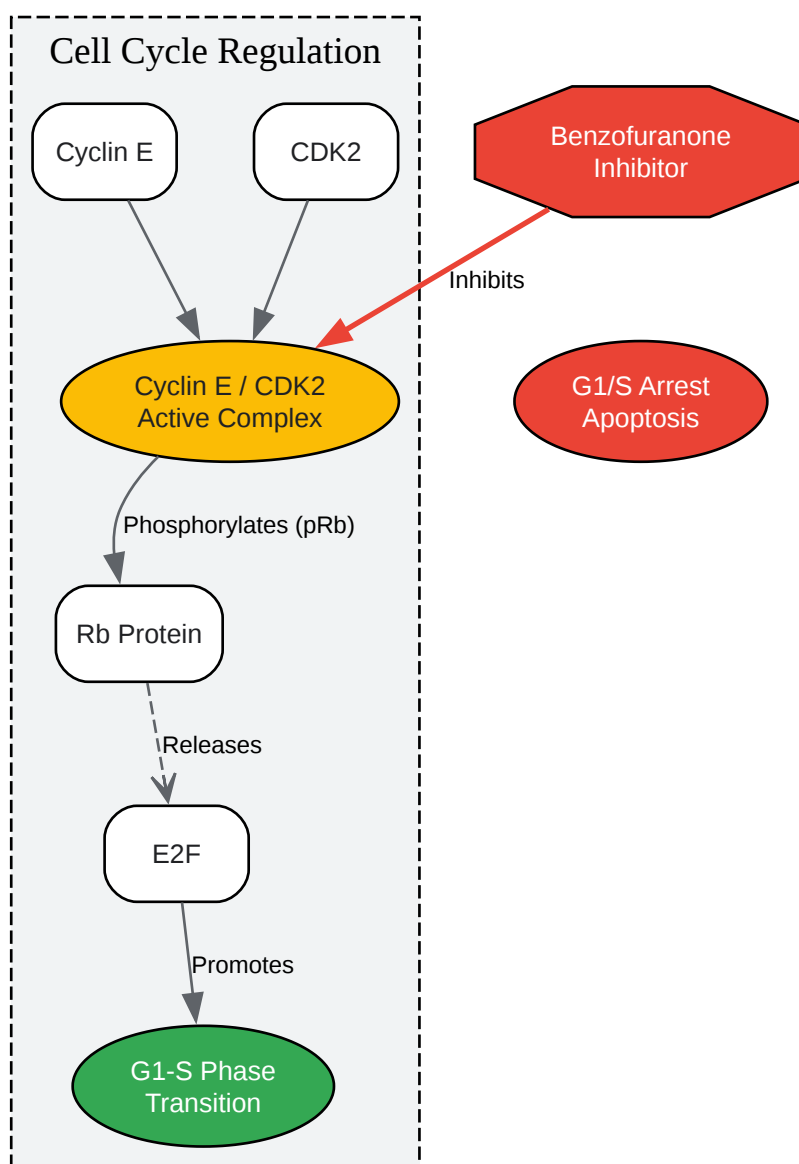 Cell Cycle Regulation
Cyclin E
CDK2
Benzofuranone
Inhibitor
Inhibits
Cyclin E / CDK2
Active Complex
G1/S Arrest
Apoptosis
Phosphorylates (pRb)
Rb Protein
Releases
E2F
Promotes
G1-S Phase
Transition